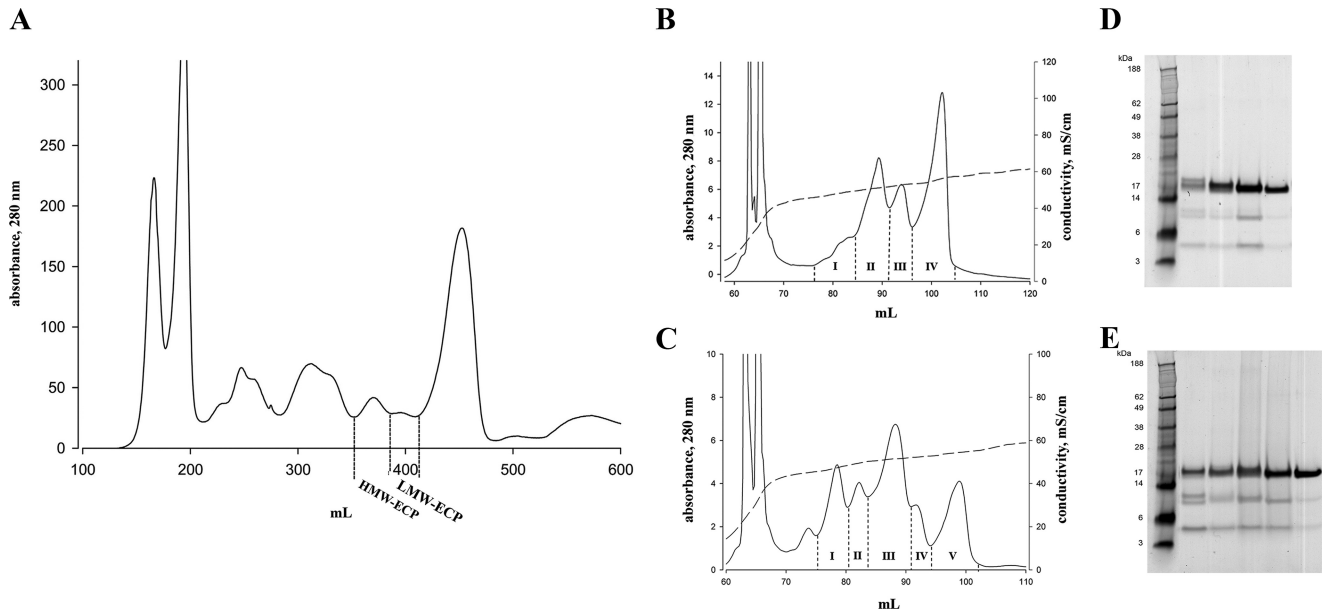 A
absorbance, 280 nm
300
250
200
150
100
50
0
100
200
300
400
500
600
mL
HMW-ECP
LMW-ECP
B
absorbance, 280 nm
14
12
10
8
6
4
2
0
60
70
80
90
100
110
120
mL
I
II
III
IV
120
100
80
60
40
20
0
conductivity, mS/cm
C
absorbance, 280 nm
10
8
6
4
2
0
60
70
80
90
100
110
mL
I
II
III
IV
V
100
80
60
40
20
0
conductivity, mS/cm
D
kDa
188
62
49
38
28
17
14
6
3
E
kDa
188
62
49
38
28
17
14
6
3